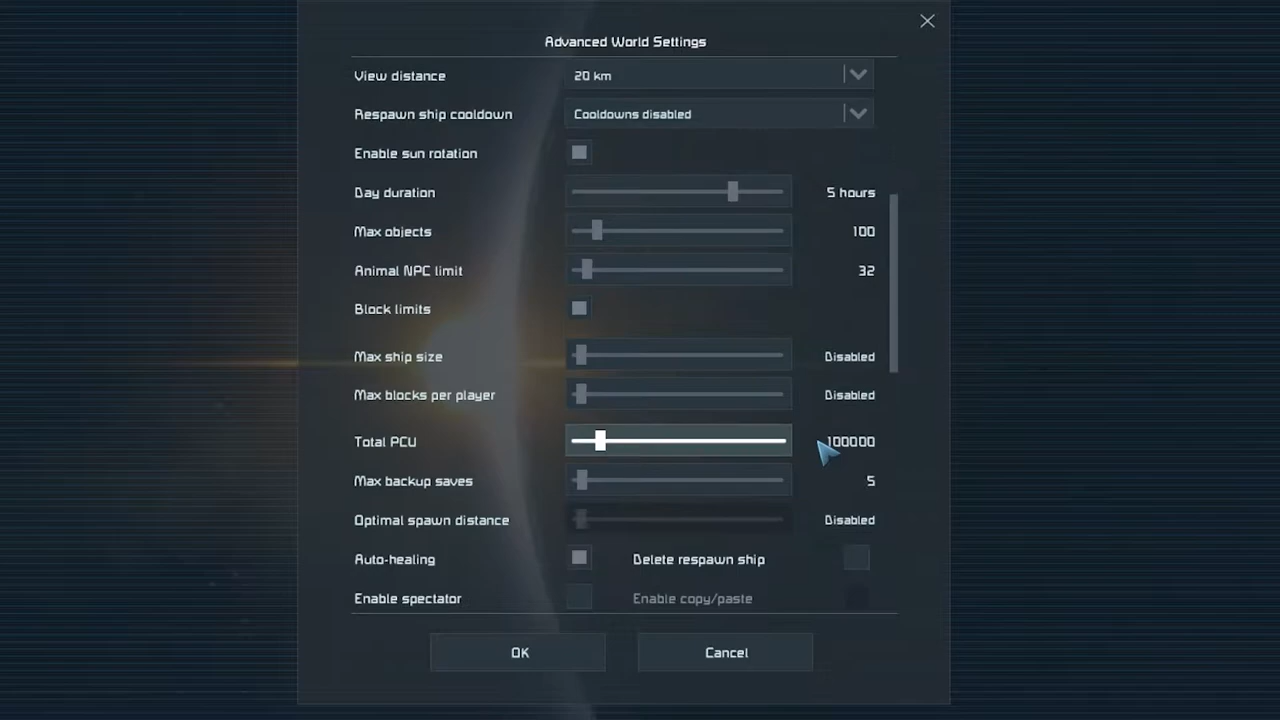 Advanced World Settings
View distance 20 km
Respawn ship cooldown Cooldowns disabled
Enable sun rotation
Day duration 5 hours
Max objects 100
Animal NPC limit 32
Block limits
Max ship size Disabled
Max blocks per player Disabled
Total PCU 100000
Max backup saves 5
Optimal spawn distance Disabled
Auto-healing Delete respawn ship
Enable spectator Enable copy/paste
OK Cancel